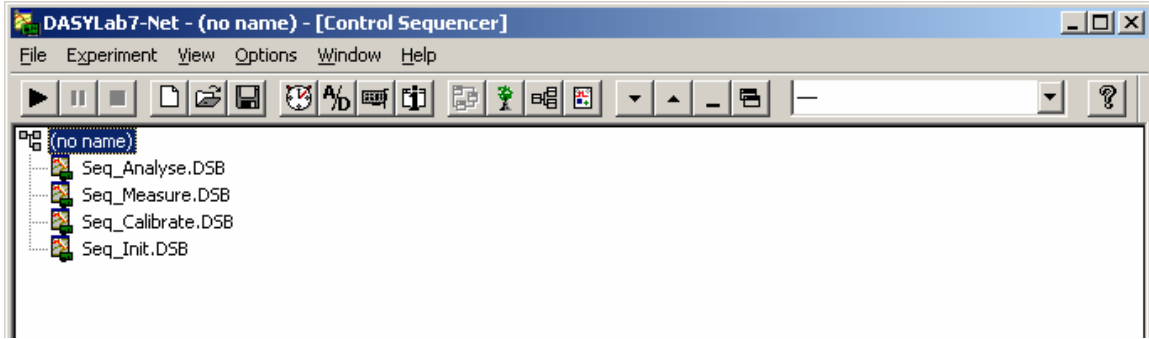 DASYLab7-Net - (no name) - [Control Sequencer]
File Experiment View Options Window Help
(no name)
Seq_Analyse.DSB
Seq_Measure.DSB
Seq_Calibrate.DSB
Seq_Init.DSB